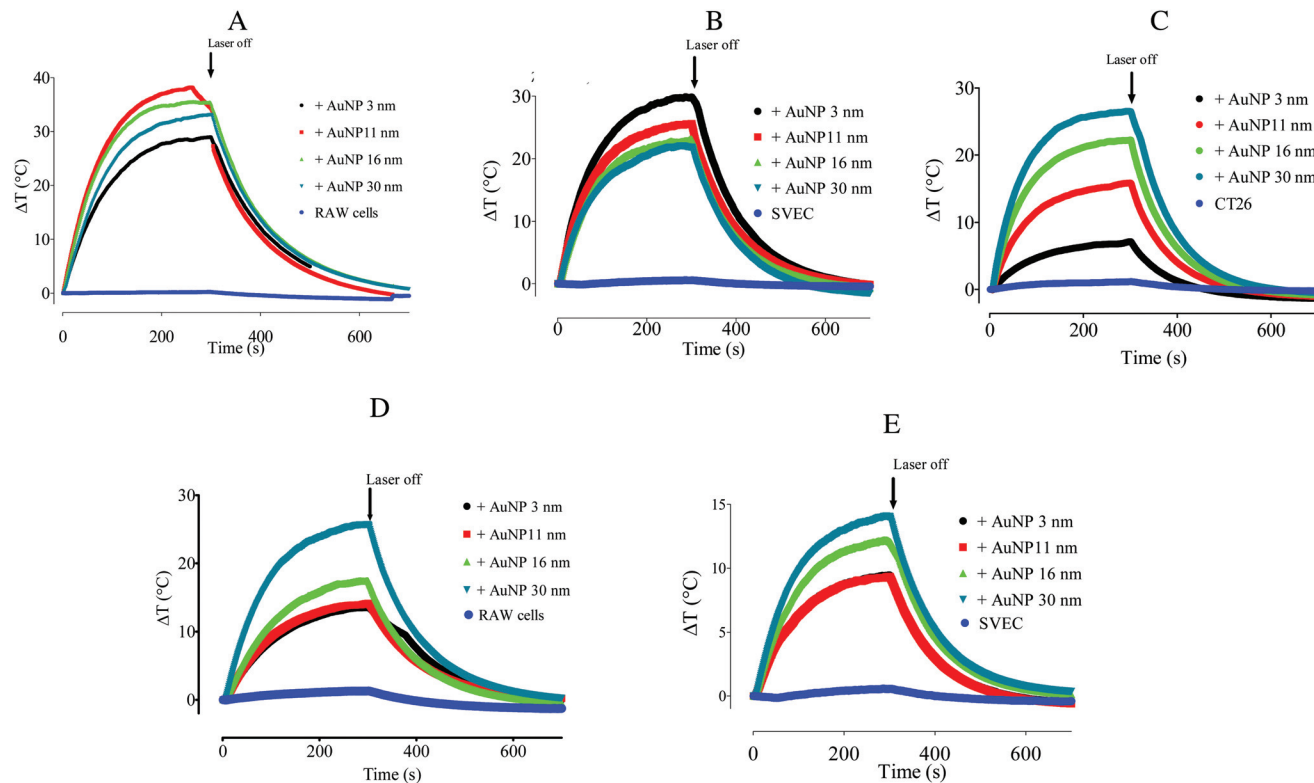 A
Laser off
40
30
20
10
0
ΔT (°C)
0
200
400
600
Time (s)
+ AuNP 3 nm
+ AuNP11 nm
+ AuNP 16 nm
+ AuNP 30 nm
RAW cells
B
Laser off
30
20
10
0
ΔT (°C)
0
200
400
600
Time (s)
+ AuNP 3 nm
+ AuNP11 nm
+ AuNP 16 nm
+ AuNP 30 nm
SVEC
C
Laser off
30
20
10
0
ΔT (°C)
0
200
400
600
Time (s)
+ AuNP 3 nm
+ AuNP11 nm
+ AuNP 16 nm
+ AuNP 30 nm
CT26
D
Laser off
30
20
10
0
ΔT (°C)
0
200
400
600
Time (s)
+ AuNP 3 nm
+ AuNP11 nm
+ AuNP 16 nm
+ AuNP 30 nm
RAW cells
E
Laser off
15
10
5
0
ΔT (°C)
0
200
400
600
Time (s)
+ AuNP 3 nm
+ AuNP11 nm
+ AuNP 16 nm
+ AuNP 30 nm
SVEC